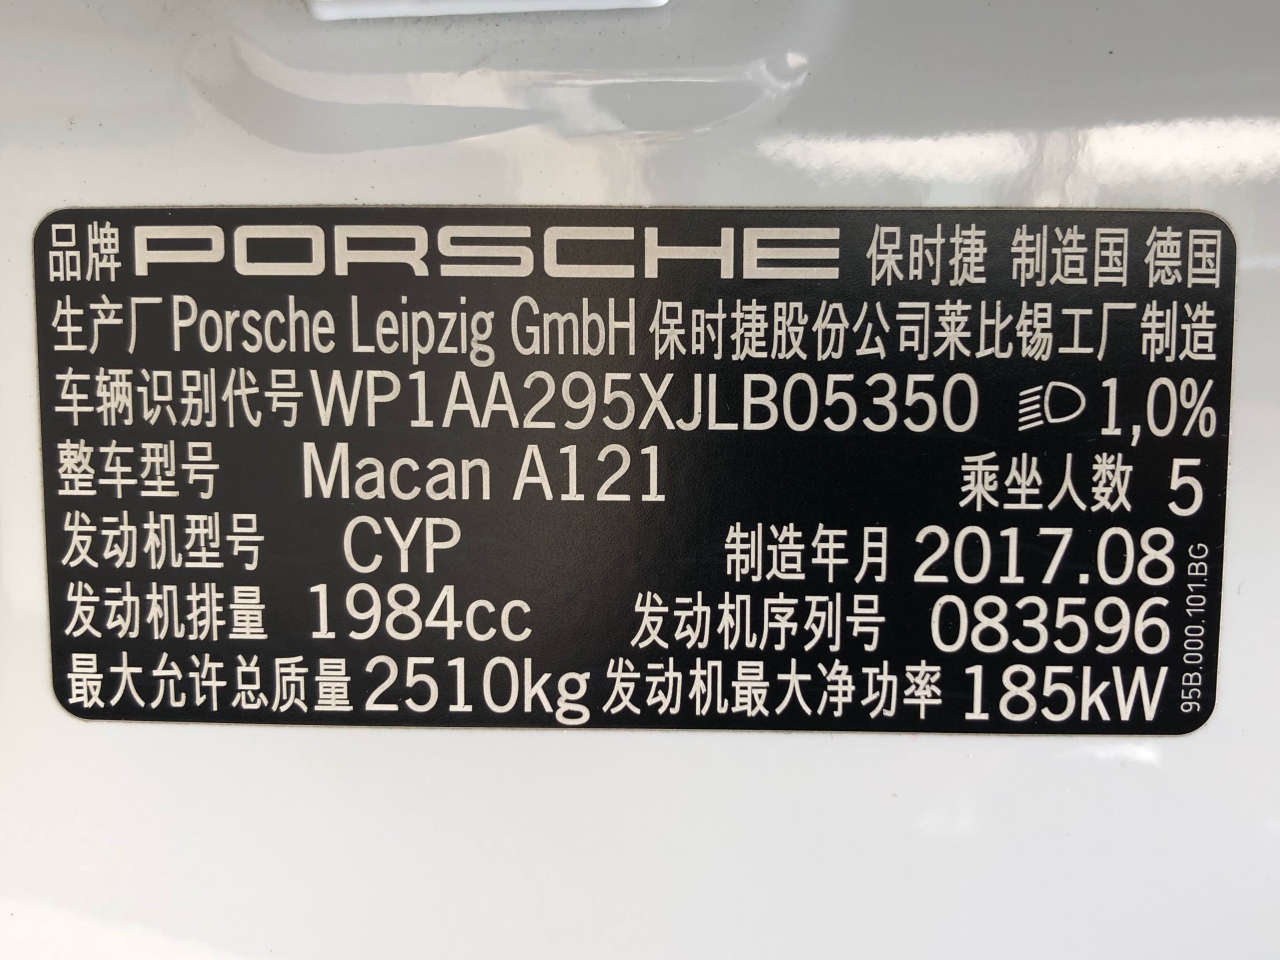 品牌 PORSCHE 保时捷 制造国 德国
生产厂 Porsche Leipzig GmbH 保时捷股份公司莱比锡工厂制造
车辆识别代号 WP1AA295XJLB05350 1,0%
整车型号 Macan A121 乘坐人数 5
发动机型号 CYP 制造年月 2017.08
发动机排量 1984cc 发动机序列号 083596
最大允许总质量 2510kg 发动机最大净功率 185kW
95B.000.101.BG